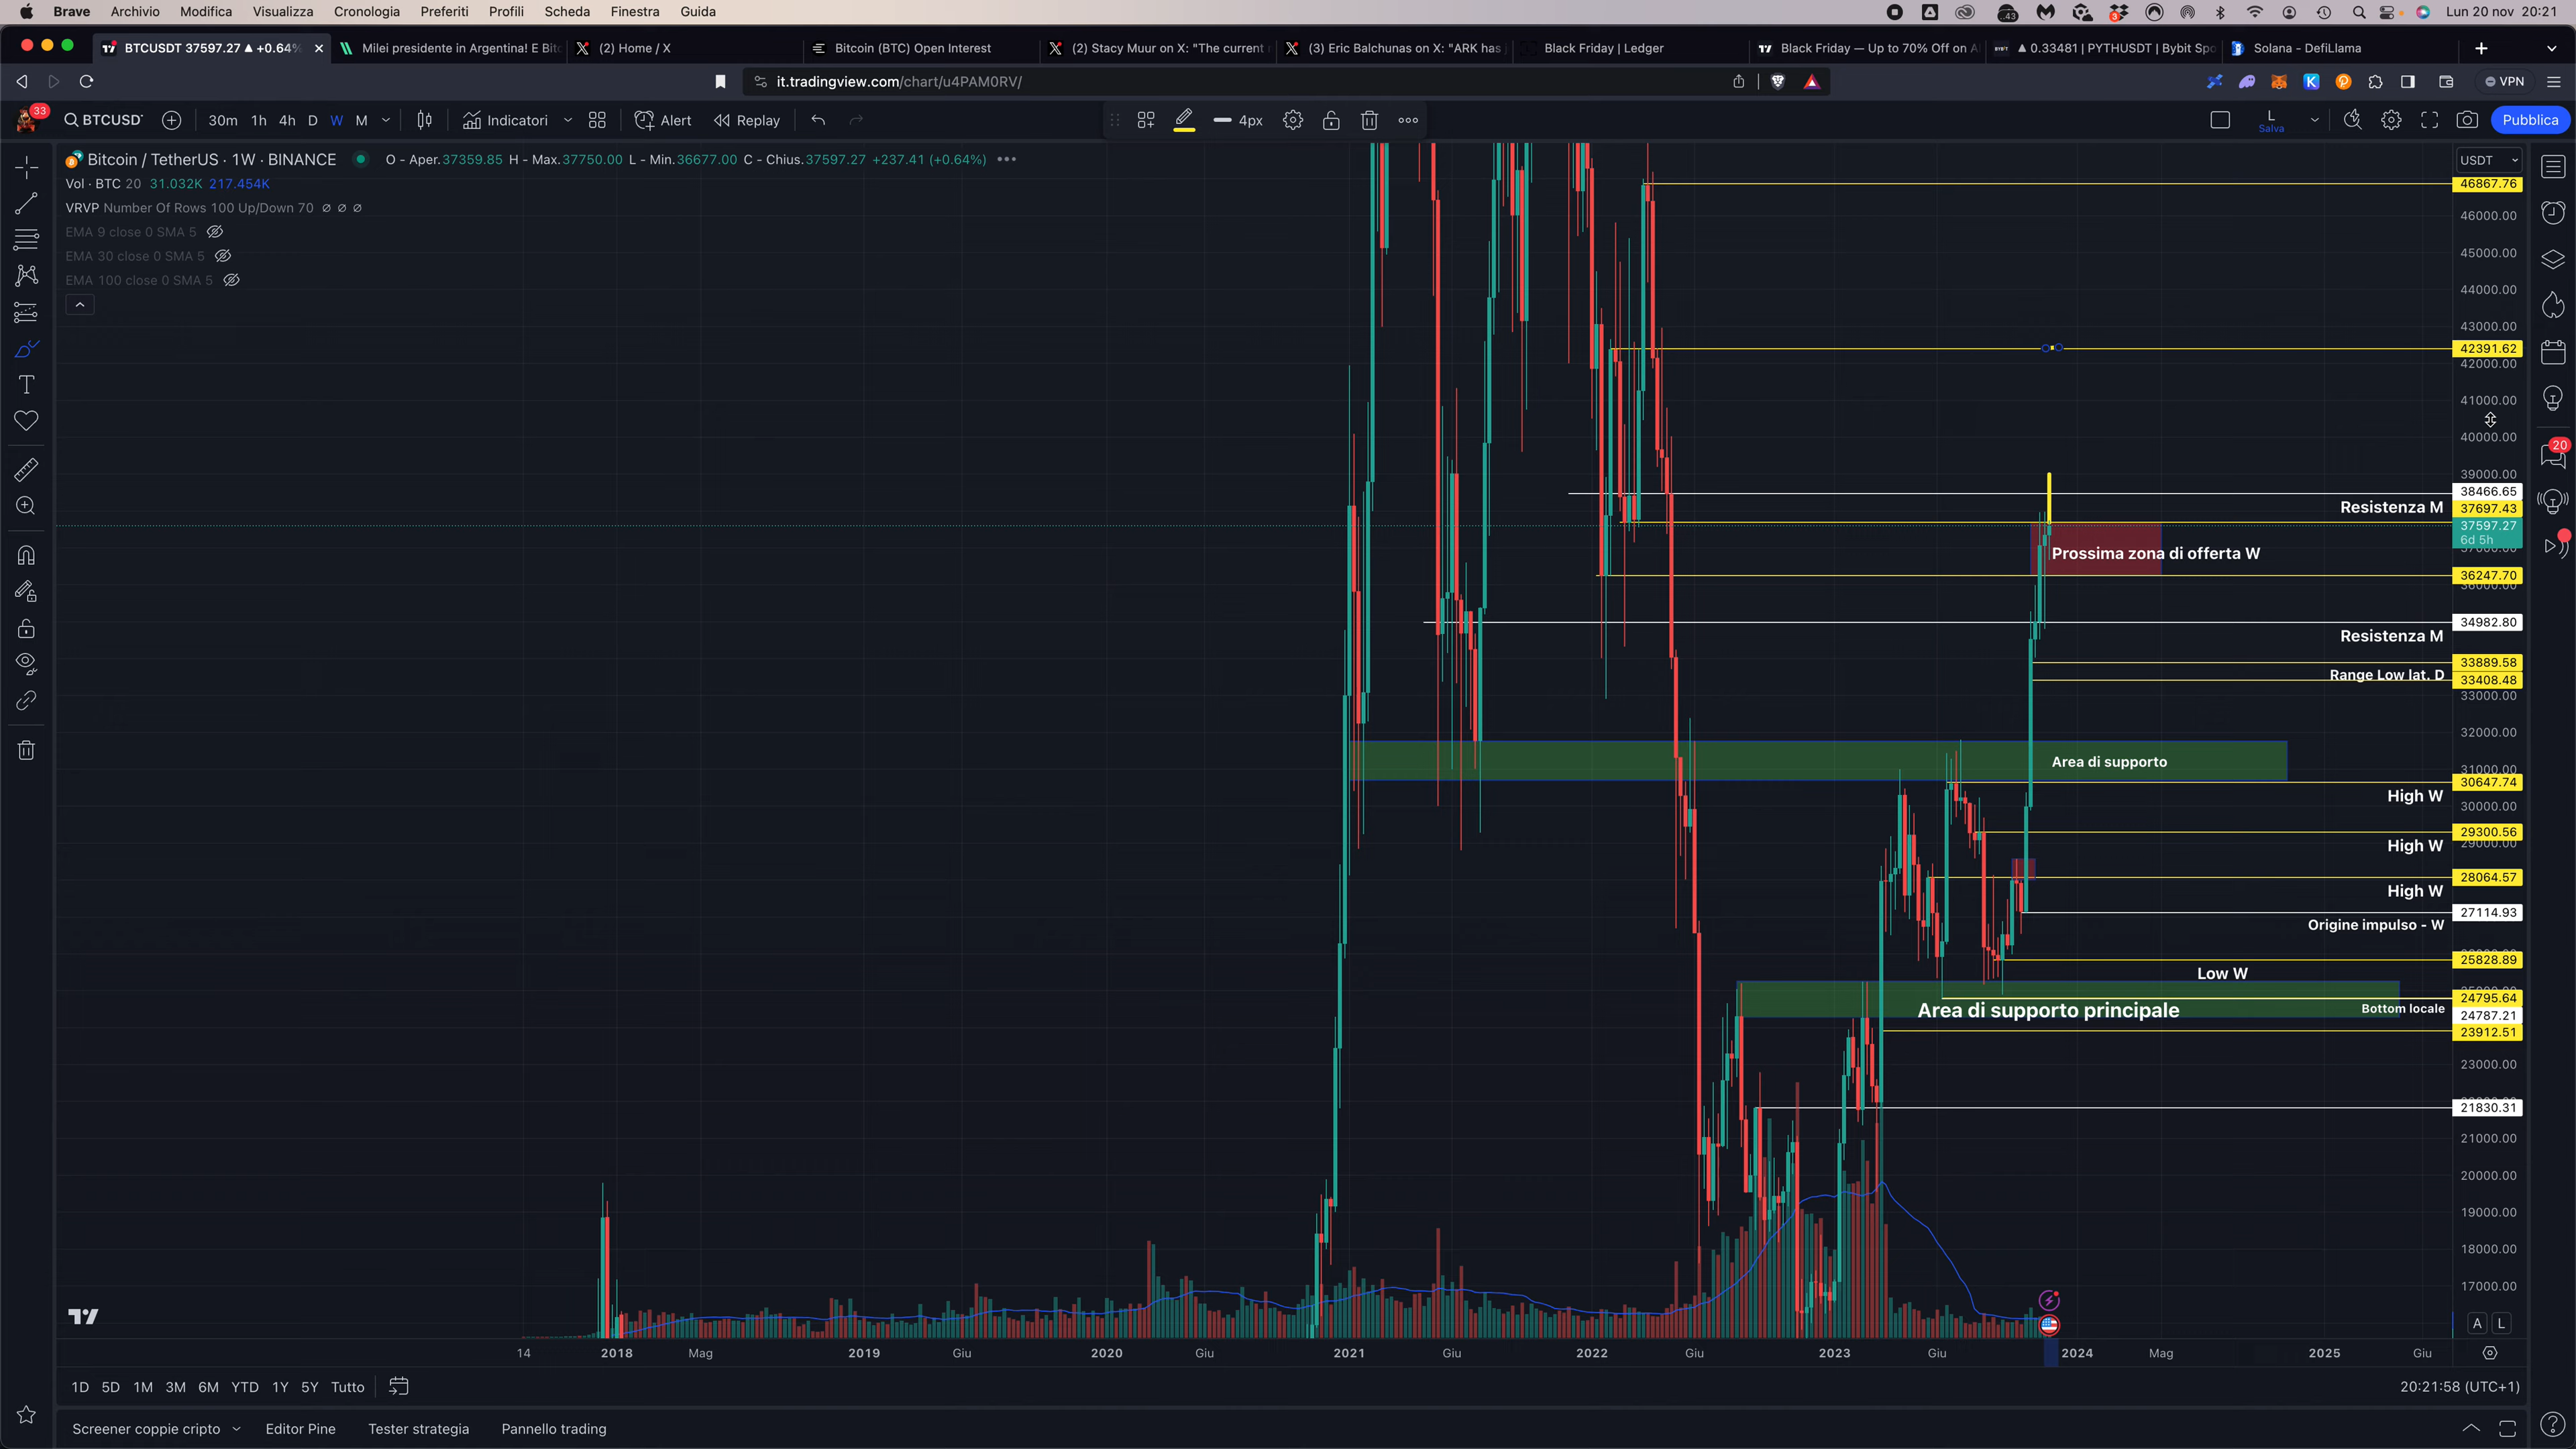 Brave Archivio Modifica Visualizza Cronologia Preferiti Profili Scheda Finestra Guida
.43 3 Lun 20 nov 20:21
BTCUSDT 37597.27 ▲ +0.64%
Milei presidente in Argentina! E Bitc
(2) Home / X
Bitcoin (BTC) Open Interest
(2) Stacy Muur on X: "The current r
(3) Eric Balchunas on X: "ARK has j
Black Friday | Ledger
Black Friday — Up to 70% Off on A
▲ 0.33481 | PYTHUSDT | Bybit Spo
Solana - DefiLlama
it.tradingview.com/chart/u4PAM0RV/
VPN
33
BTCUSDT
30m 1h 4h D W M
Indicatori
Alert
Replay
4px
L
Salva
Pubblica
Bitcoin / TetherUS · 1W · BINANCE
O - Aper.37359.85 H - Max.37750.00 L - Min.36677.00 C - Chius.37597.27 +237.41 (+0.64%)
USDT
Vol · BTC 20 31.032K 217.454K
VRVP Number Of Rows 100 Up/Down 70 ∅ ∅ ∅
EMA 9 close 0 SMA 5
EMA 30 close 0 SMA 5
EMA 100 close 0 SMA 5
46867.76
46000.00
45000.00
44000.00
43000.00
42391.62
42000.00
41000.00
40000.00
20
39000.00
38466.65
Resistenza M
37697.43
37597.27
6d 5h
37000.00
Prossima zona di offerta W
36247.70
36000.00
34982.80
Resistenza M
33889.58
Range Low lat. D
33408.48
33000.00
32000.00
Area di supporto
31000.00
30647.74
High W
30000.00
29300.56
29000.00
High W
28064.57
High W
27114.93
Origine impulso - W
25828.89
Low W
24795.64
Area di supporto principale
Bottom locale
24787.21
23912.51
23000.00
21830.31
21000.00
20000.00
19000.00
18000.00
17000.00
A L
14 2018 Mag 2019 Giu 2020 Giu 2021 Giu 2022 Giu 2023 Giu 2024 Mag 2025 Giu
1D 5D 1M 3M 6M YTD 1Y 5Y Tutto
20:21:58 (UTC+1)
Screener coppie cripto Editor Pine Tester strategia Pannello trading